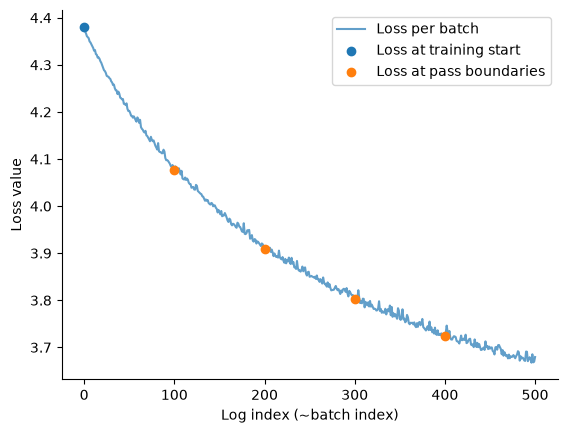 4.4
4.3
4.2
4.1
4.0
3.9
3.8
3.7
Loss value
Loss per batch
Loss at training start
Loss at pass boundaries
0 100 200 300 400 500
Log index (~batch index)